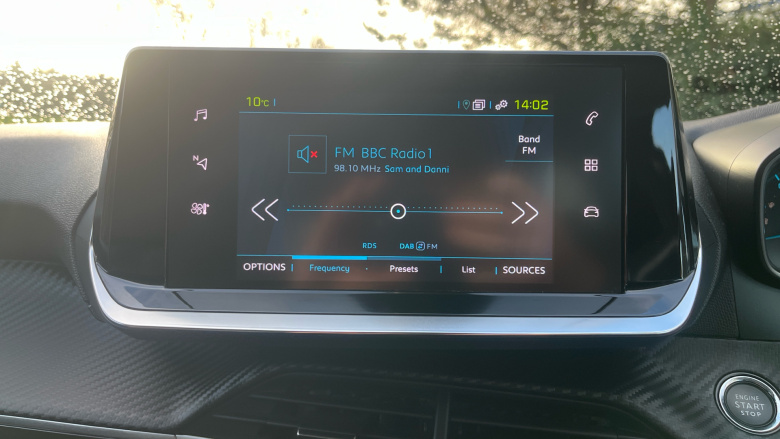 10°C
14:02
FM BBC Radio 1
98.10 MHz Sam and Danni
Band
FM
N
RDS DAB FM
OPTIONS Frequency Presets List SOURCES
ENGINE
START
STOP